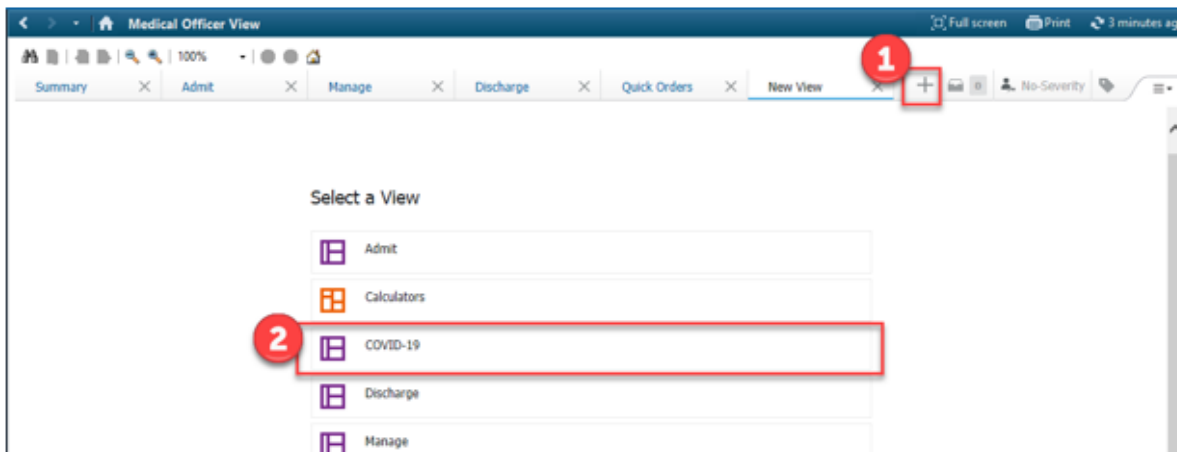 Medical Officer View Full screen Print 3 minutes ag
100%
1
Summary Admit Manage Discharge Quick Orders New View 0 No-Severity
Select a View
Admit
Calculators
2 COVID-19
Discharge
Manage